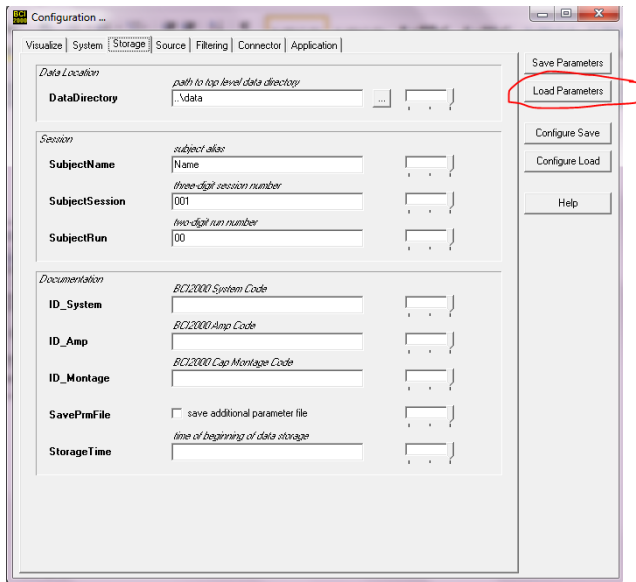 BCI
2000
Configuration ...
Visualize System Storage Source Filtering Connector Application
Save Parameters
Load Parameters
Configure Save
Configure Load
Help
Data Location
path to top level data directory
DataDirectory ..\data ...
Session
subject alias
SubjectName Name
three-digit session number
SubjectSession 001
two-digit run number
SubjectRun 00
Documentation
BCI2000 System Code
ID_System
BCI2000 Amp Code
ID_Amp
BCI2000 Cap Montage Code
ID_Montage
SavePrmFile save additional parameter file
time of beginning of data storage
StorageTime